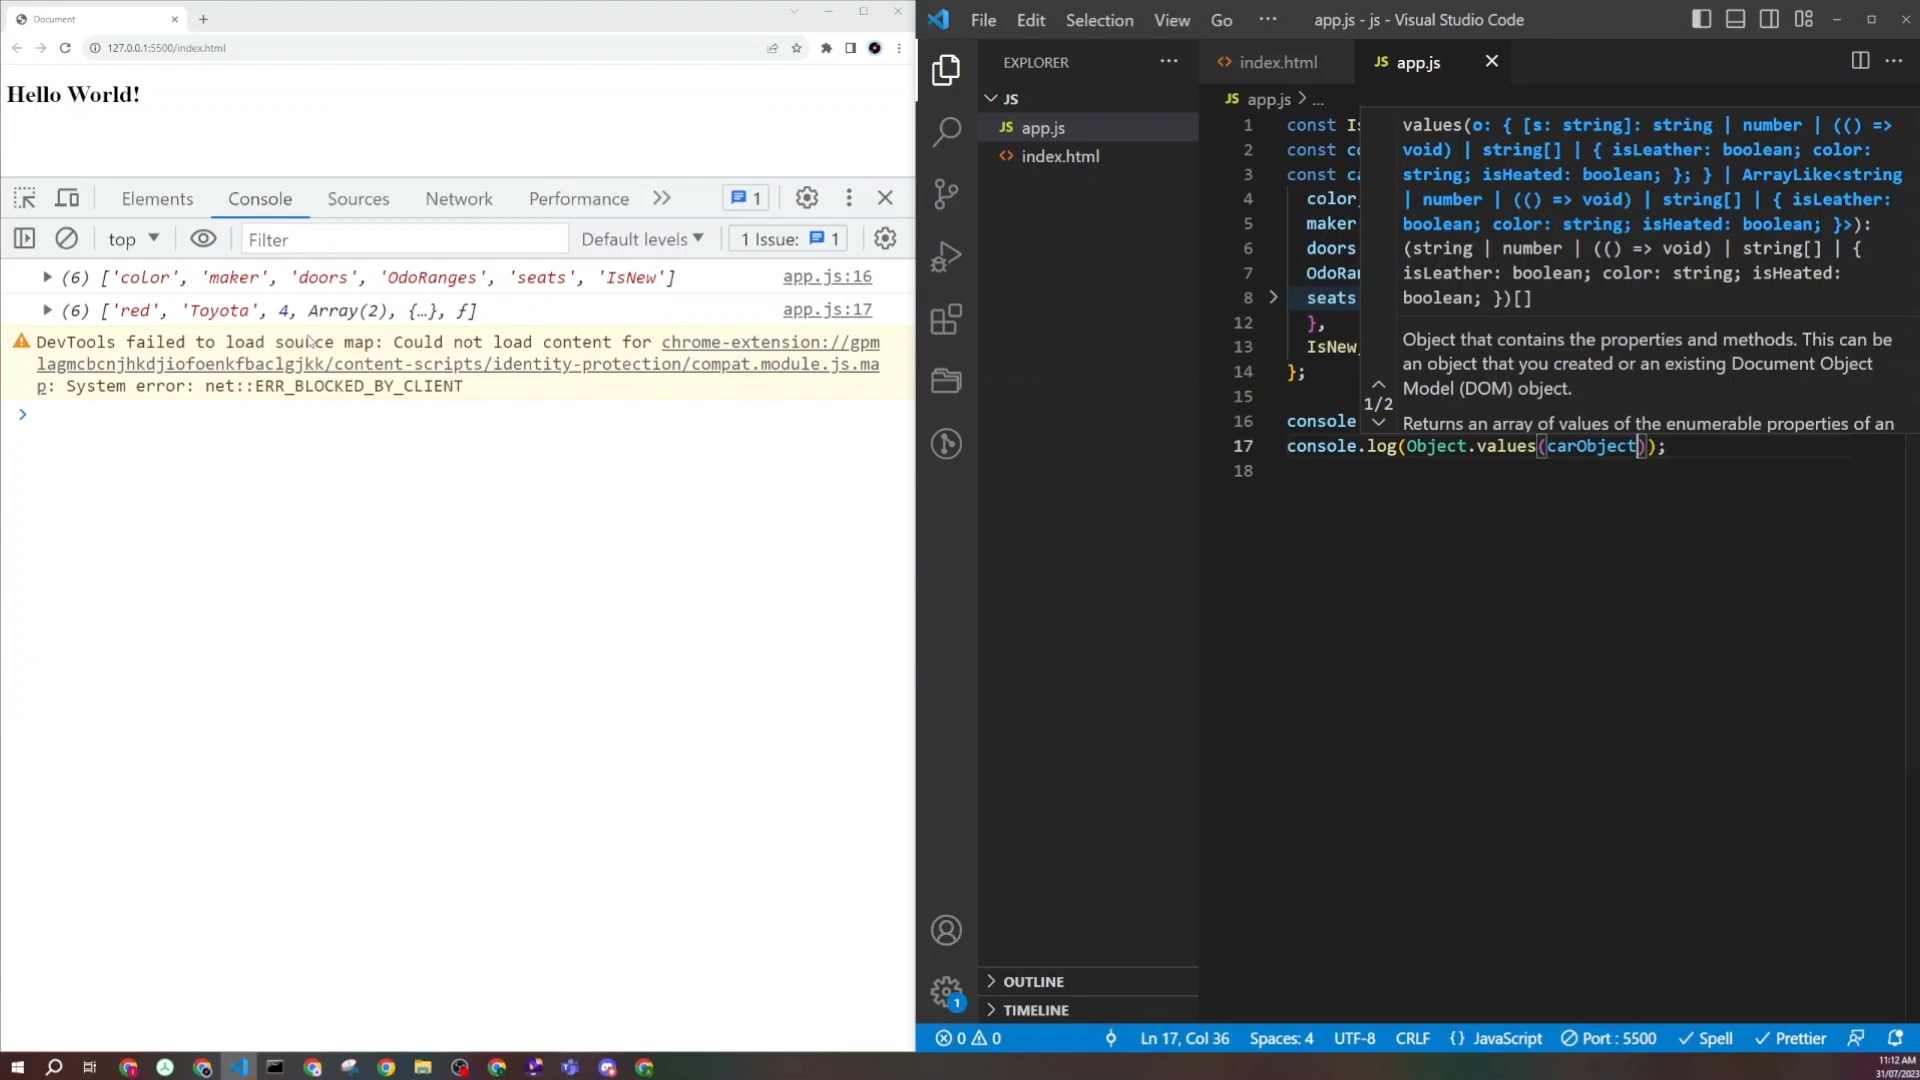 Document
127.0.0.1:5500/index.html
Hello World!
Elements Console Sources Network Performance 1
top Filter Default levels 1 Issue: 1
(6) ['color', 'maker', 'doors', 'OdoRanges', 'seats', 'IsNew'] app.js:16
(6) ['red', 'Toyota', 4, Array(2), {…}, ƒ] app.js:17
DevTools failed to load source map: Could not load content for chrome-extension://gpm
lagmcbcnjhkdjiofoenkfbaclgjkk/content-scripts/identity-protection/compat.module.js.ma
p: System error: net::ERR_BLOCKED_BY_CLIENT
File Edit Selection View Go ··· app.js - js - Visual Studio Code
EXPLORER
JS
app.js
index.html
OUTLINE
TIMELINE
1
index.html JS app.js
JS app.js > ...
1 const Is
2 const co
3 const ca
4 color,
5 maker
6 doors
7 OdoRan
8 seats
12 },
13 IsNew
14 };
15
16 console
17 console.log(Object.values(carObject));
18
values(o: { [s: string]: string | number | (() =>
void) | string[] | { isLeather: boolean; color:
string; isHeated: boolean; }; } | ArrayLike<string
| number | (() => void) | string[] | { isLeather:
boolean; color: string; isHeated: boolean; }>):
(string | number | (() => void) | string[] | {
isLeather: boolean; color: string; isHeated:
boolean; })[]
Object that contains the properties and methods. This can be
an object that you created or an existing Document Object
Model (DOM) object.
1/2
Returns an array of values of the enumerable properties of an
0 0 Ln 17, Col 36 Spaces: 4 UTF-8 CRLF {} JavaScript Port : 5500 Spell Prettier
11:12 AM
31/07/2023